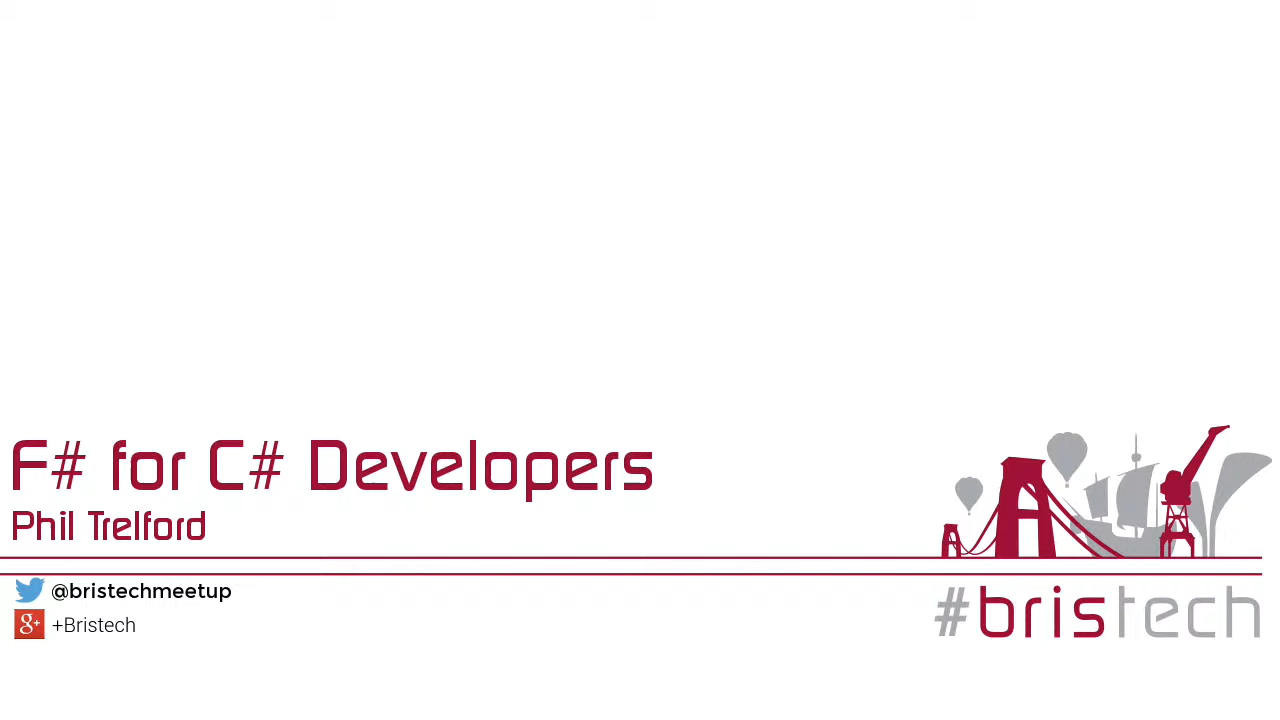 F# for C# Developers
Phil Trelford
@bristechmeetup
g+
+Bristech
#bristech